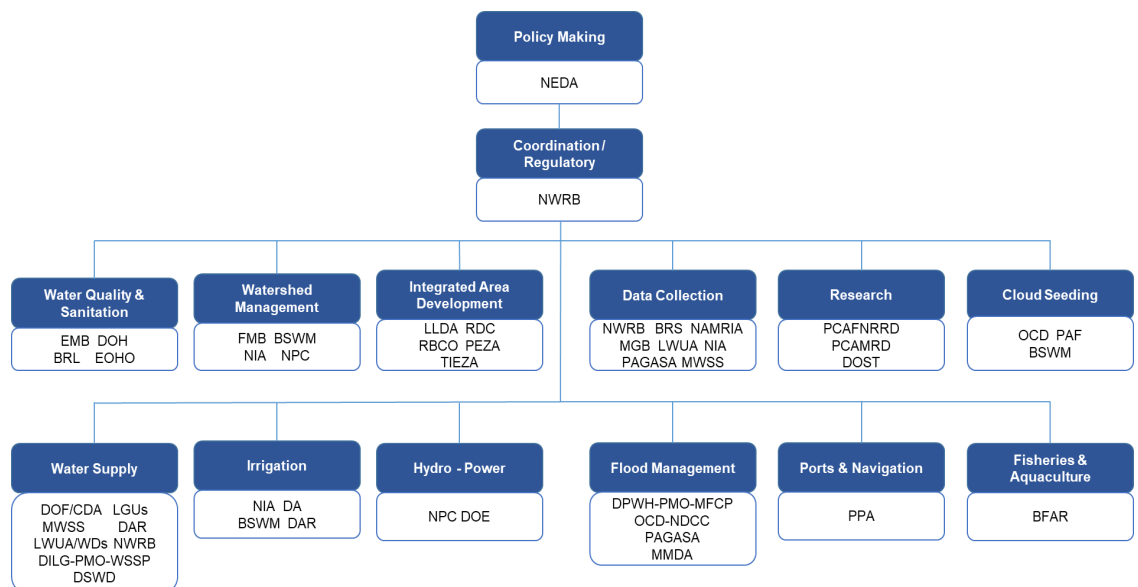 Policy Making
NEDA
Coordination /
Regulatory
NWRB
Water Quality &
Sanitation
EMB DOH
BRL EOHO
Watershed
Management
FMB BSWM
NIA NPC
Integrated Area
Development
LLDA RDC
RBCO PEZA
TIEZA
Data Collection
NWRB BRS NAMRIA
MGB LWUA NIA
PAGASA MWSS
Research
PCAFNRRD
PCAMRD
DOST
Cloud Seeding
OCD PAF
BSWM
Water Supply
DOF/CDA LGUs
MWSS DAR
LWUA/WDs NWRB
DILG-PMO-WSSP
DSWD
Irrigation
NIA DA
BSWM DAR
Hydro - Power
NPC DOE
Flood Management
DPWH-PMO-MFCP
OCD-NDCC
PAGASA
MMDA
Ports & Navigation
PPA
Fisheries &
Aquaculture
BFAR